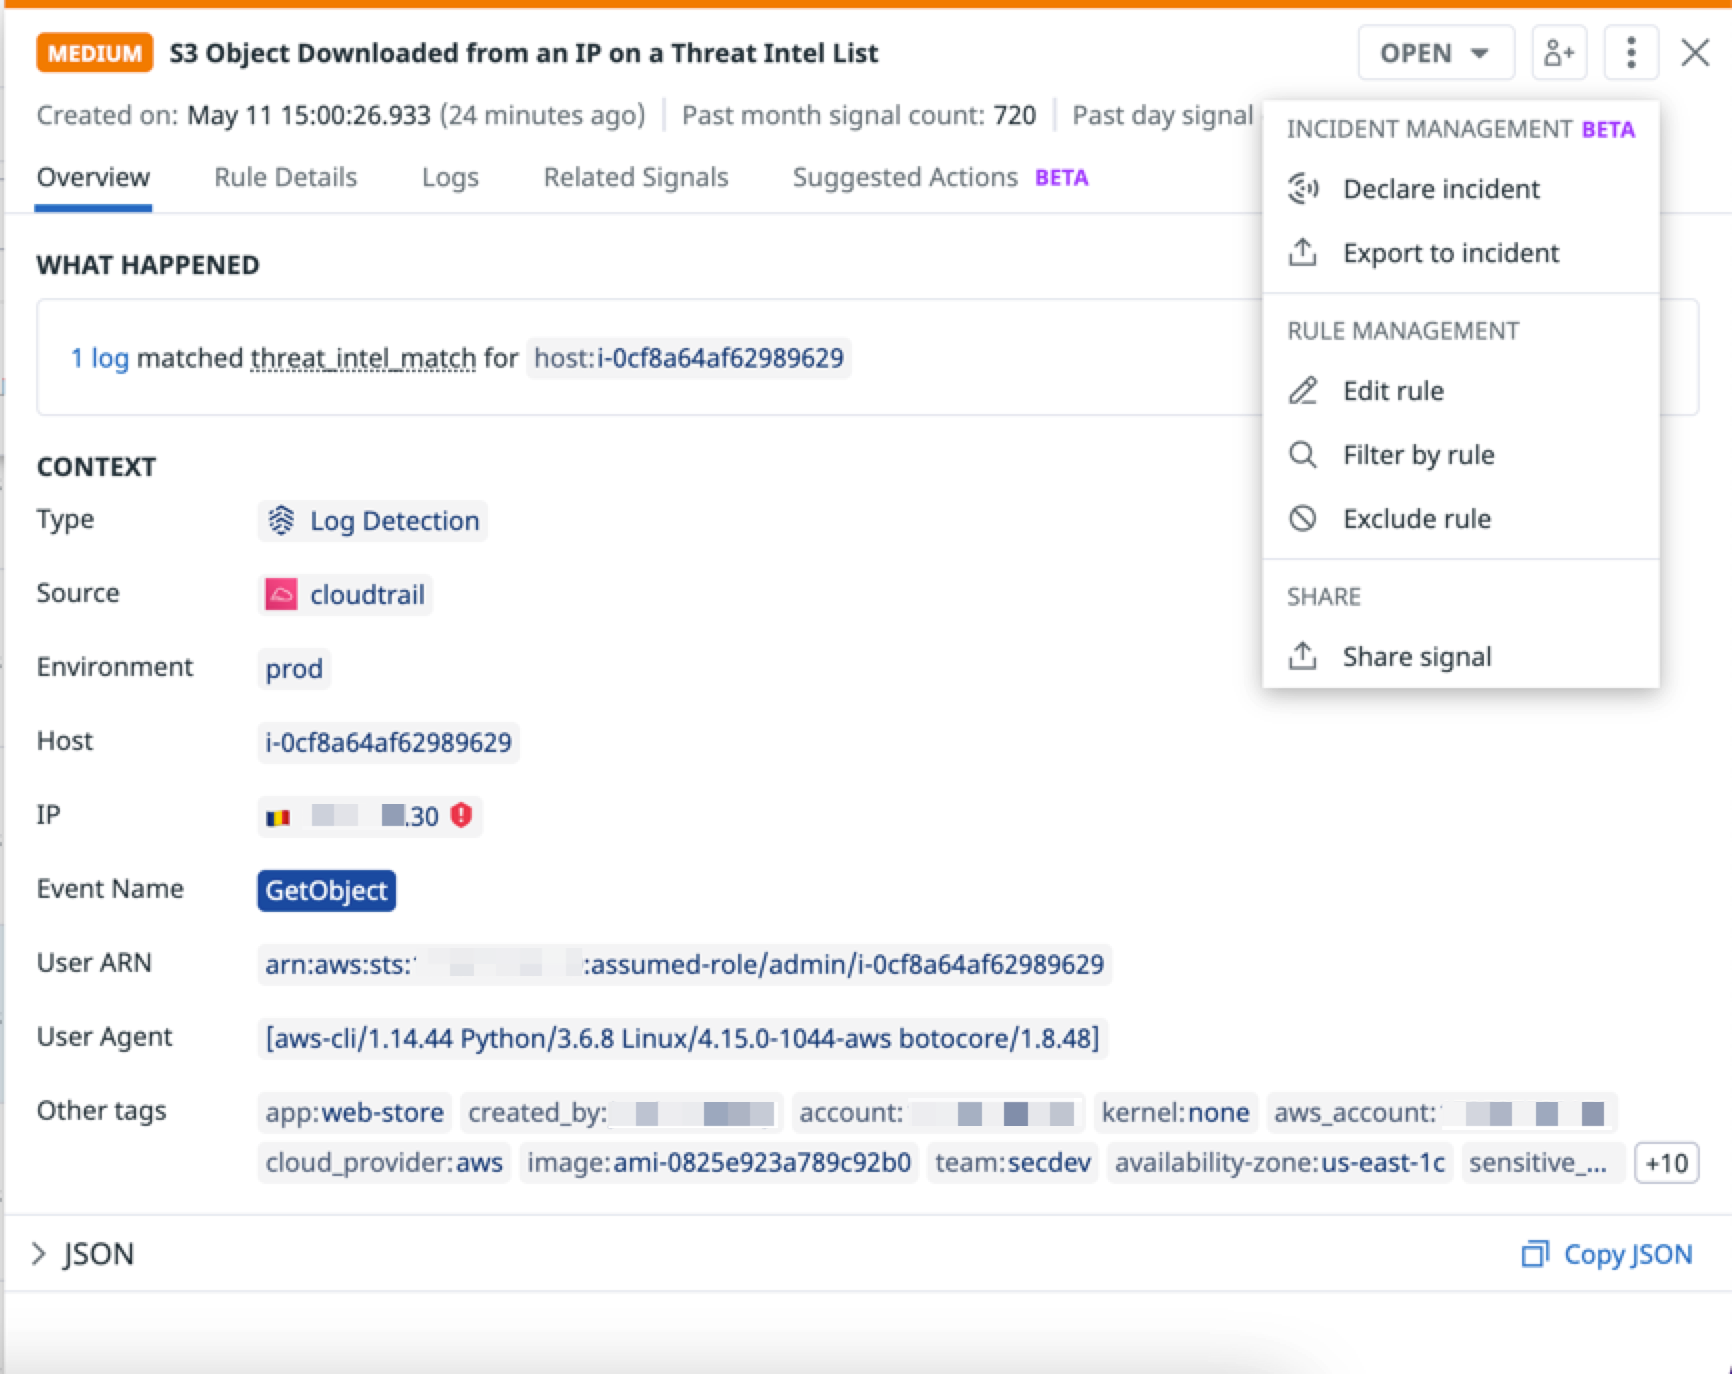 MEDIUM S3 Object Downloaded from an IP on a Threat Intel List OPEN
Created on: May 11 15:00:26.933 (24 minutes ago) Past month signal count: 720 Past day signal
Overview Rule Details Logs Related Signals Suggested Actions BETA
INCIDENT MANAGEMENT BETA
Declare incident
Export to incident
RULE MANAGEMENT
Edit rule
Filter by rule
Exclude rule
SHARE
Share signal
WHAT HAPPENED
1 log matched threat_intel_match for host:i-0cf8a64af62989629
CONTEXT
Type Log Detection
Source cloudtrail
Environment prod
Host i-0cf8a64af62989629
IP .30
Event Name GetObject
User ARN arn:aws:sts: :assumed-role/admin/i-0cf8a64af62989629
User Agent [aws-cli/1.14.44 Python/3.6.8 Linux/4.15.0-1044-aws botocore/1.8.48]
Other tags app:web-store created_by: account: kernel:none aws_account:
cloud_provider:aws image:ami-0825e923a789c92b0 team:secdev availability-zone:us-east-1c sensitive_... +10
JSON Copy JSON